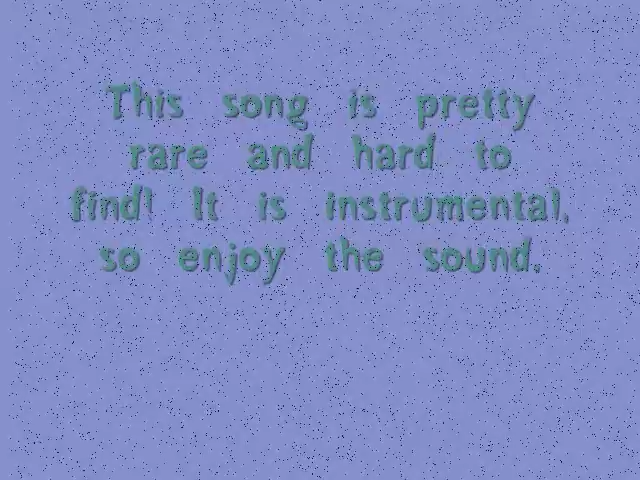 This song is pretty
rare and hard to
find! It is instrumental,
so enjoy the sound.